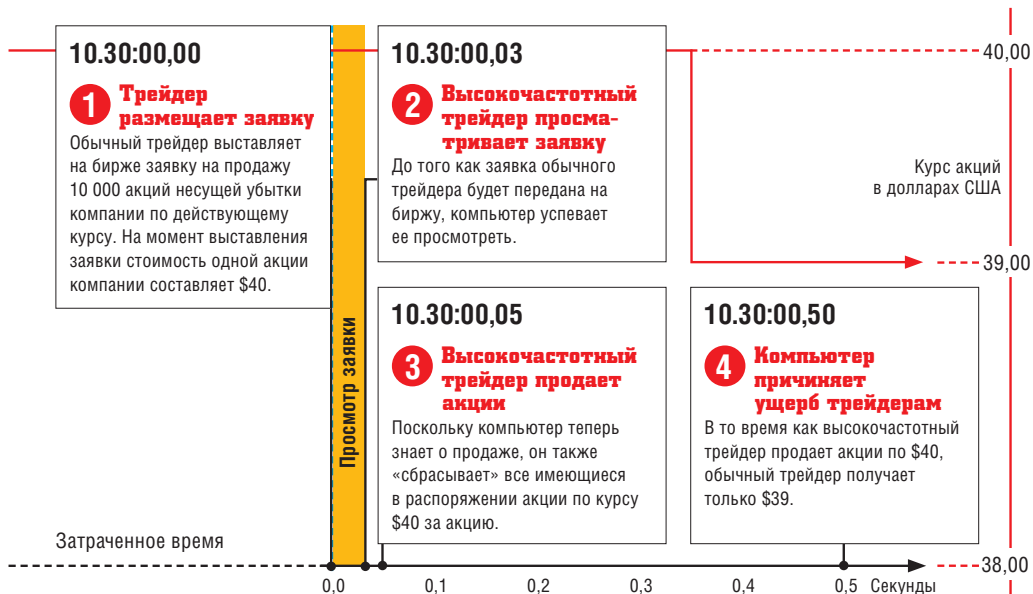 10.30:00,00
1 Трейдер
размещает заявку
Обычный трейдер выставляет
на бирже заявку на продажу
10 000 акций несущей убытки
компании по действующему
курсу. На момент выставления
заявки стоимость одной акции
компании составляет $40.
Просмотр заявки
10.30:00,03
2 Высокочастотный
трейдер просма-
тривает заявку
До того как заявка обычного
трейдера будет передана на
биржу, компьютер успевает
ее просмотреть.
10.30:00,05
3 Высокочастотный
трейдер продает
акции
Поскольку компьютер теперь
знает о продаже, он также
«сбрасывает» все имеющиеся
в распоряжении акции по курсу
$40 за акцию.
10.30:00,50
4 Компьютер
причиняет
ущерб трейдерам
В то время как высокочастотный
трейдер продает акции по $40,
обычный трейдер получает
только $39.
40,00
Курс акций
в долларах США
39,00
38,00
Затраченное время
0,0 0,1 0,2 0,3 0,4 0,5 Секунды